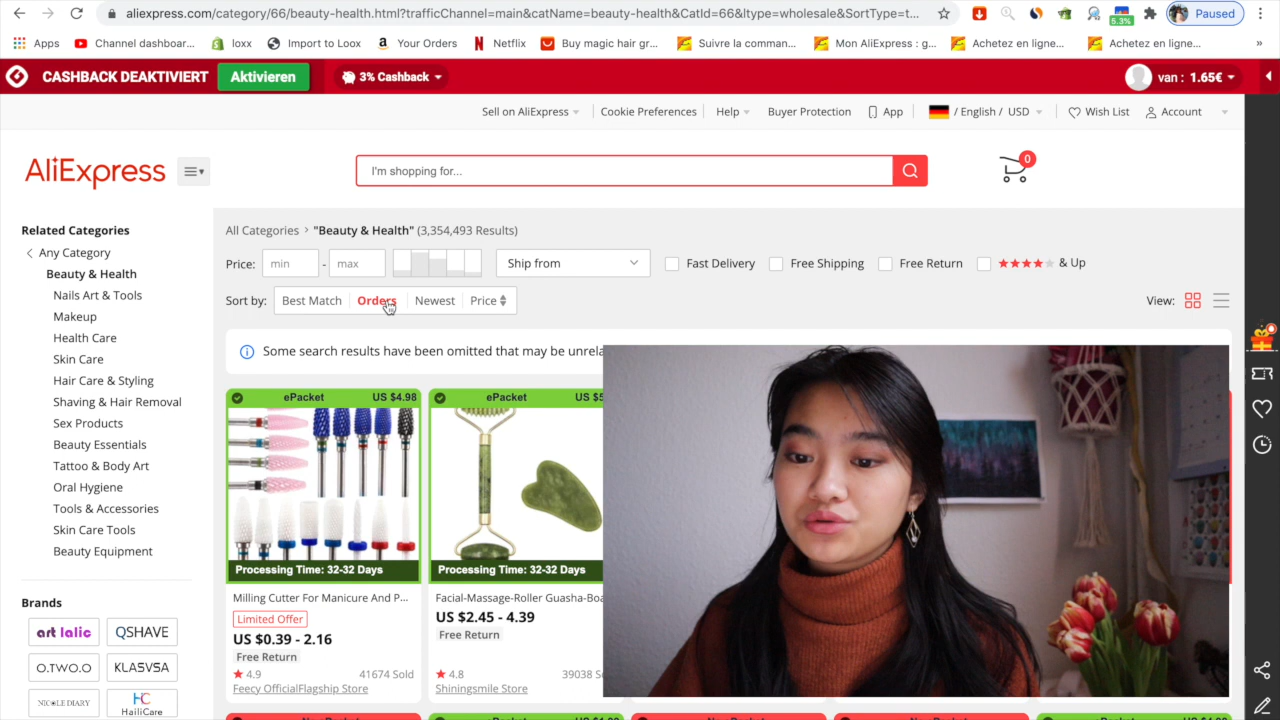 aliexpress.com/category/66/beauty-health.html?trafficChannel=main&catName=beauty-health&CatId=66&ltype=wholesale&SortType=t...
5.3%
Paused
Apps
Channel dashboar...
loxx
Import to Loox
Your Orders
Netflix
Buy magic hair gr...
Suivre la comman...
Mon AliExpress : g...
Achetez en ligne...
Achetez en ligne...
»
CASHBACK DEAKTIVIERT
Aktivieren
3% Cashback
van : 1.65€
Sell on AliExpress
Cookie Preferences
Help
Buyer Protection
App
/ English / USD
Wish List
Account
AliExpress
I'm shopping for...
0
Related Categories
Any Category
Beauty & Health
Nails Art & Tools
Makeup
Health Care
Skin Care
Hair Care & Styling
Shaving & Hair Removal
Sex Products
Beauty Essentials
Tattoo & Body Art
Oral Hygiene
Tools & Accessories
Skin Care Tools
Beauty Equipment
Brands
art lalic
QSHAVE
O.TWO.O
KLASVSA
NICOLE DIARY
HC
HailiCare
All Categories > "Beauty & Health" (3,354,493 Results)
Price:
min
-
max
Ship from
Fast Delivery
Free Shipping
Free Return
& Up
Sort by:
Best Match
Orders
Newest
Price
View:
Some search results have been omitted that may be unrela
ePacket
US $4.98
Processing Time: 32-32 Days
Milling Cutter For Manicure And P...
Limited Offer
US $0.39 - 2.16
Free Return
4.9
41674 Sold
Feecy OfficialFlagship Store
ePacket
US $5
Processing Time: 32-32 Days
Facial-Massage-Roller Guasha-Boa
US $2.45 - 4.39
Free Return
4.8
39038 S
Shiningsmile Store